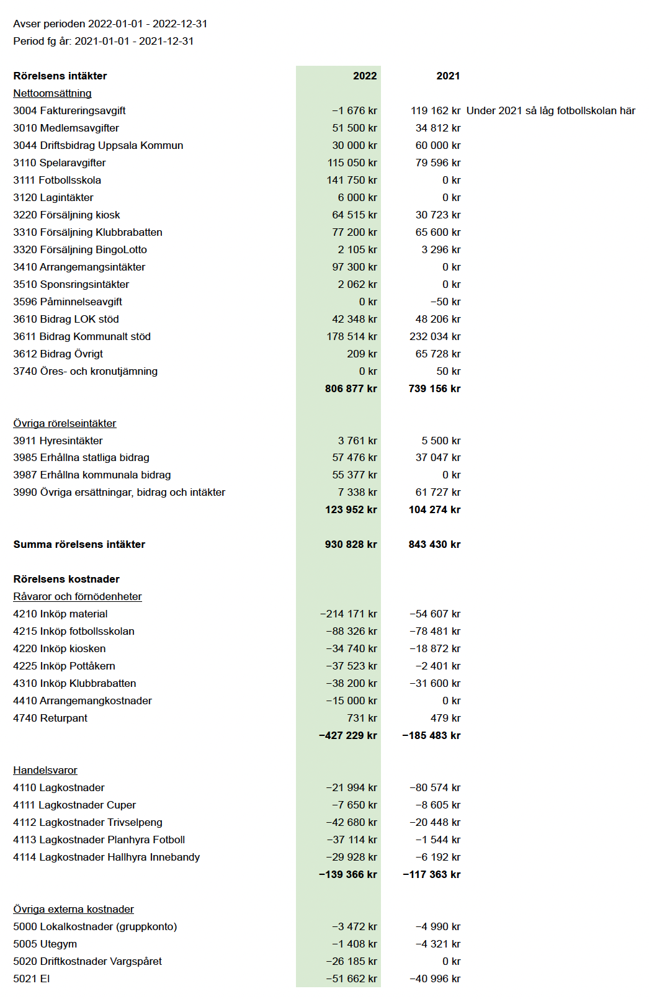 Avser perioden 2022-01-01 - 2022-12-31
Period fg år: 2021-01-01 - 2021-12-31
Rörelsens intäkter 2022 2021
Nettoomsättning
3004 Faktureringsavgift −1 676 kr 119 162 kr Under 2021 så låg fotbollskolan här
3010 Medlemsavgifter 51 500 kr 34 812 kr
3044 Driftsbidrag Uppsala Kommun 30 000 kr 60 000 kr
3110 Spelaravgifter 115 050 kr 79 596 kr
3111 Fotbollsskola 141 750 kr 0 kr
3120 Lagintäkter 6 000 kr 0 kr
3220 Försäljning kiosk 64 515 kr 30 723 kr
3310 Försäljning Klubbrabatten 77 200 kr 65 600 kr
3320 Försäljning BingoLotto 2 105 kr 3 296 kr
3410 Arrangemangsintäkter 97 300 kr 0 kr
3510 Sponsringsintäkter 2 062 kr 0 kr
3596 Påminnelseavgift 0 kr −50 kr
3610 Bidrag LOK stöd 42 348 kr 48 206 kr
3611 Bidrag Kommunalt stöd 178 514 kr 232 034 kr
3612 Bidrag Övrigt 209 kr 65 728 kr
3740 Öres- och kronutjämning 0 kr 50 kr
806 877 kr 739 156 kr
Övriga rörelseintäkter
3911 Hyresintäkter 3 761 kr 5 500 kr
3985 Erhållna statliga bidrag 57 476 kr 37 047 kr
3987 Erhållna kommunala bidrag 55 377 kr 0 kr
3990 Övriga ersättningar, bidrag och intäkter 7 338 kr 61 727 kr
123 952 kr 104 274 kr
Summa rörelsens intäkter 930 828 kr 843 430 kr
Rörelsens kostnader
Råvaror och förnödenheter
4210 Inköp material −214 171 kr −54 607 kr
4215 Inköp fotbollsskolan −88 326 kr −78 481 kr
4220 Inköp kiosken −34 740 kr −18 872 kr
4225 Inköp Pottåkern −37 523 kr −2 401 kr
4310 Inköp Klubbrabatten −38 200 kr −31 600 kr
4410 Arrangemangkostnader −15 000 kr 0 kr
4740 Returpant 731 kr 479 kr
−427 229 kr −185 483 kr
Handelsvaror
4110 Lagkostnader −21 994 kr −80 574 kr
4111 Lagkostnader Cuper −7 650 kr −8 605 kr
4112 Lagkostnader Trivselpeng −42 680 kr −20 448 kr
4113 Lagkostnader Planhyra Fotboll −37 114 kr −1 544 kr
4114 Lagkostnader Hallhyra Innebandy −29 928 kr −6 192 kr
−139 366 kr −117 363 kr
Övriga externa kostnader
5000 Lokalkostnader (gruppkonto) −3 472 kr −4 990 kr
5005 Utegym −1 408 kr −4 321 kr
5020 Driftkostnader Vargspåret −26 185 kr 0 kr
5021 El −51 662 kr −40 996 kr